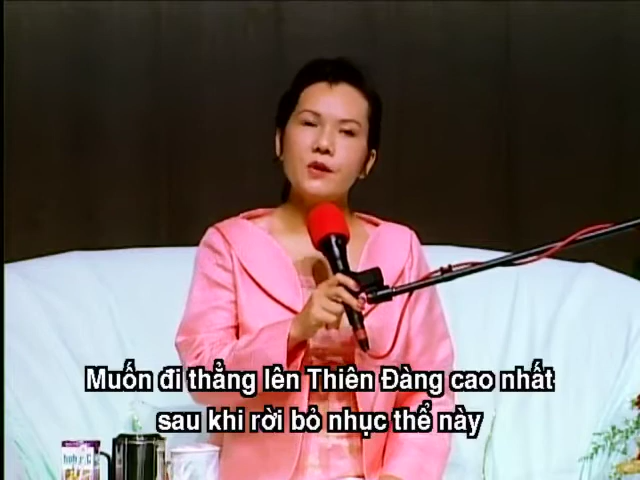 Muốn đi thẳng lên Thiên Đàng cao nhất
sau khi rời bỏ nhục thể này